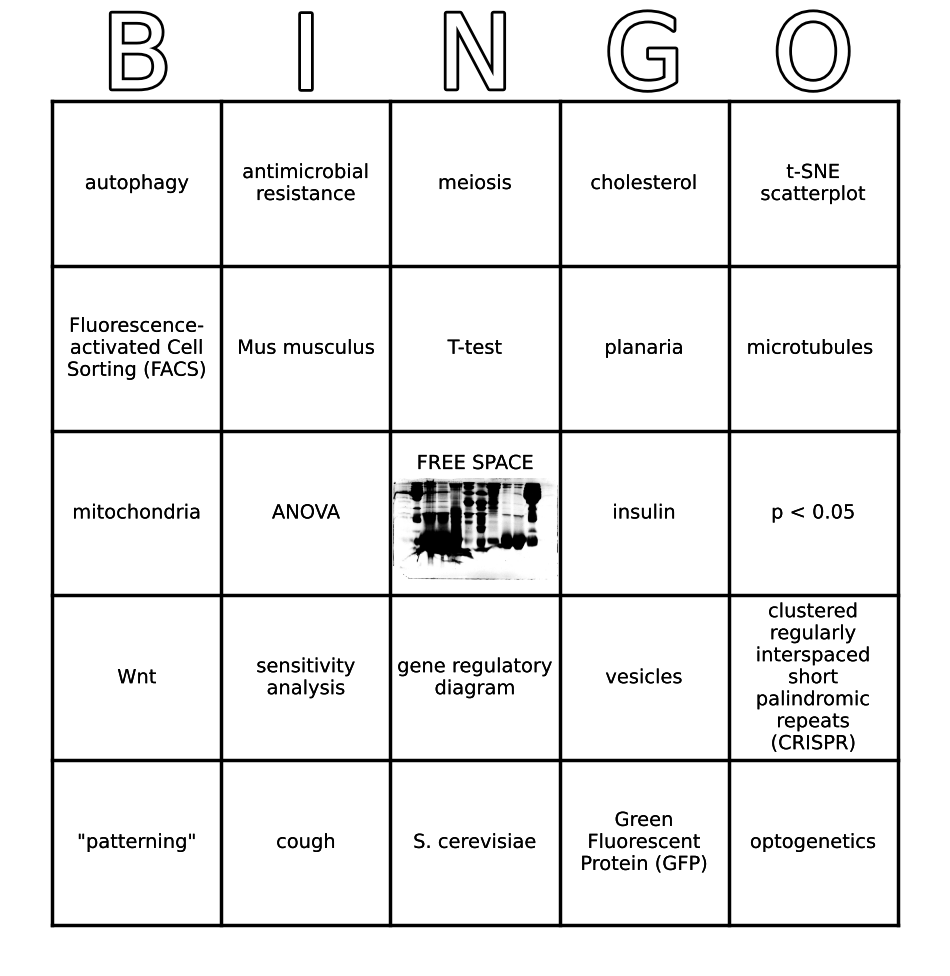 B I N G O
autophagy
antimicrobial
resistance
meiosis
cholesterol
t-SNE
scatterplot
Fluorescence-
activated Cell
Sorting (FACS)
Mus musculus
T-test
planaria
microtubules
mitochondria
ANOVA
FREE SPACE
insulin
p < 0.05
Wnt
sensitivity
analysis
gene regulatory
diagram
vesicles
clustered
regularly
interspaced
short
palindromic
repeats
(CRISPR)
"patterning"
cough
S. cerevisiae
Green
Fluorescent
Protein (GFP)
optogenetics